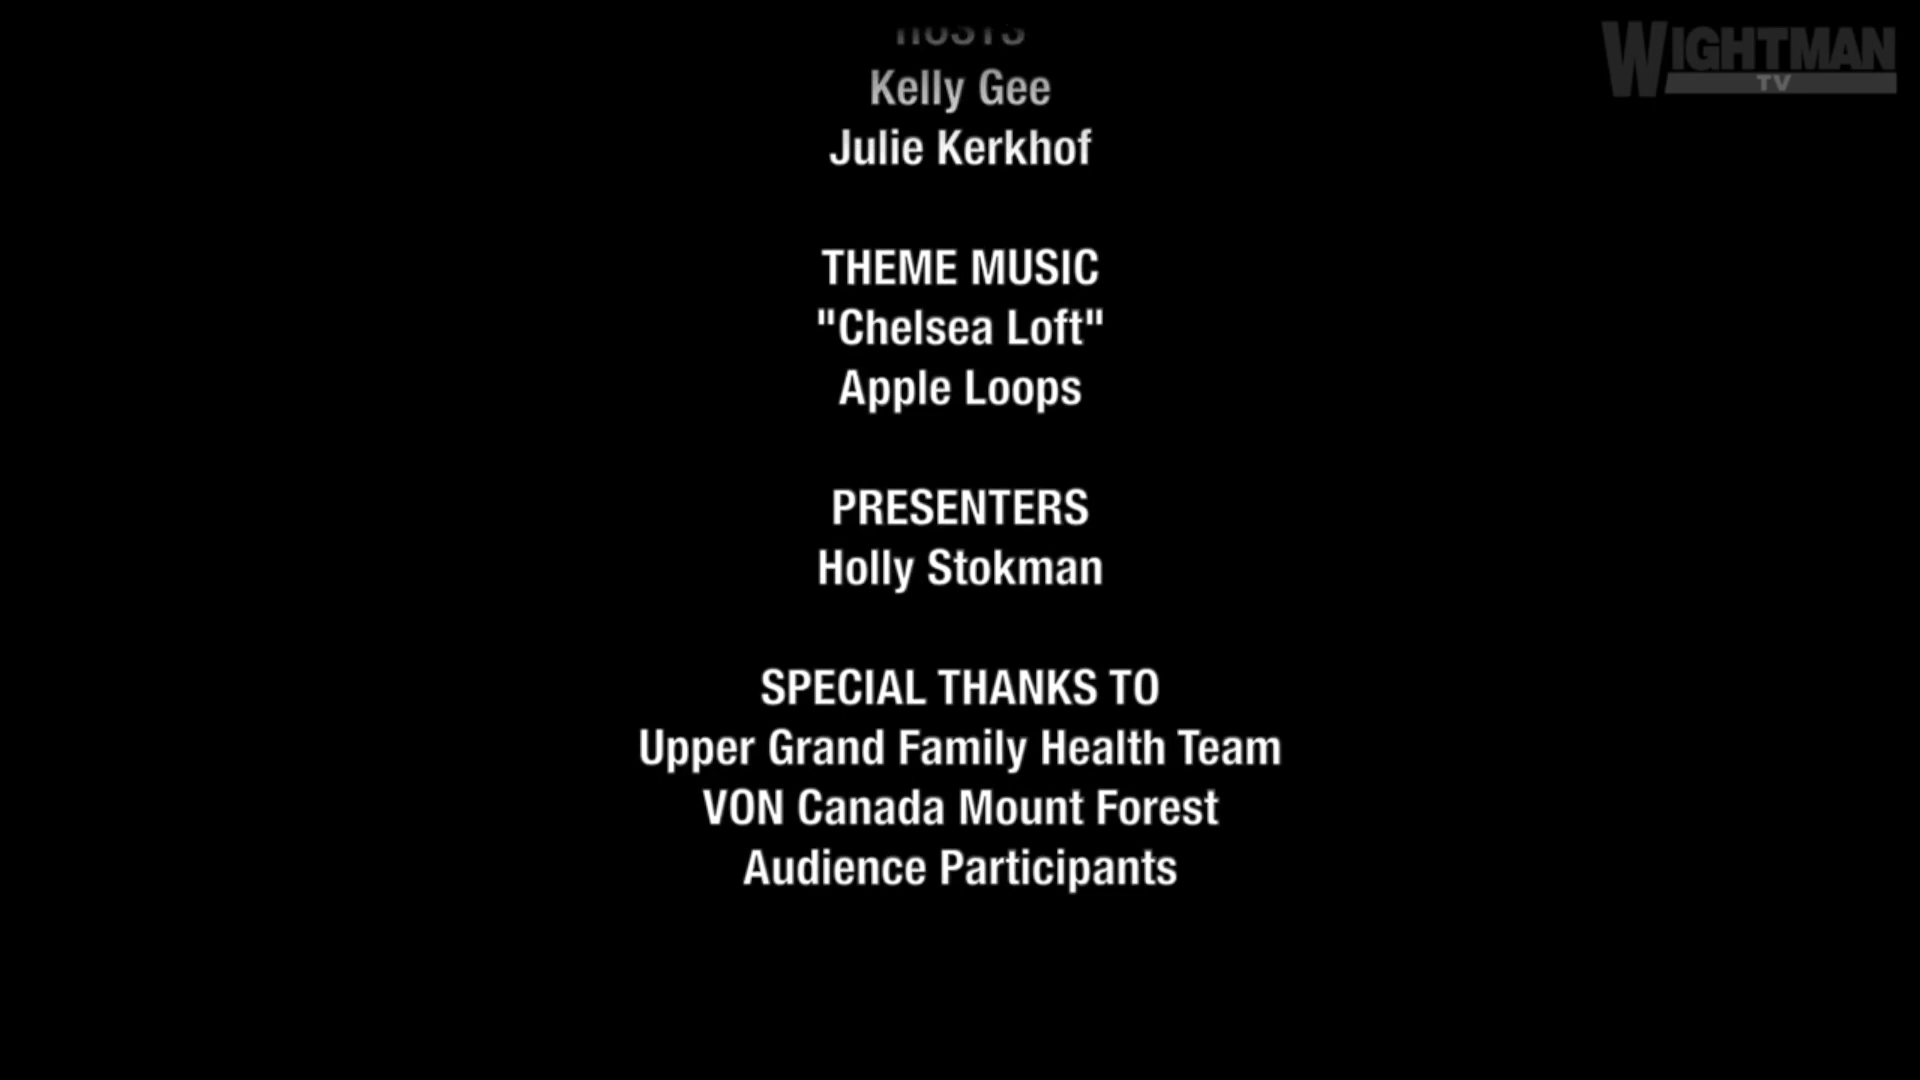 HOSTS
WIGHTMAN
TV
Kelly Gee
Julie Kerkhof
THEME MUSIC
"Chelsea Loft"
Apple Loops
PRESENTERS
Holly Stokman
SPECIAL THANKS TO
Upper Grand Family Health Team
VON Canada Mount Forest
Audience Participants